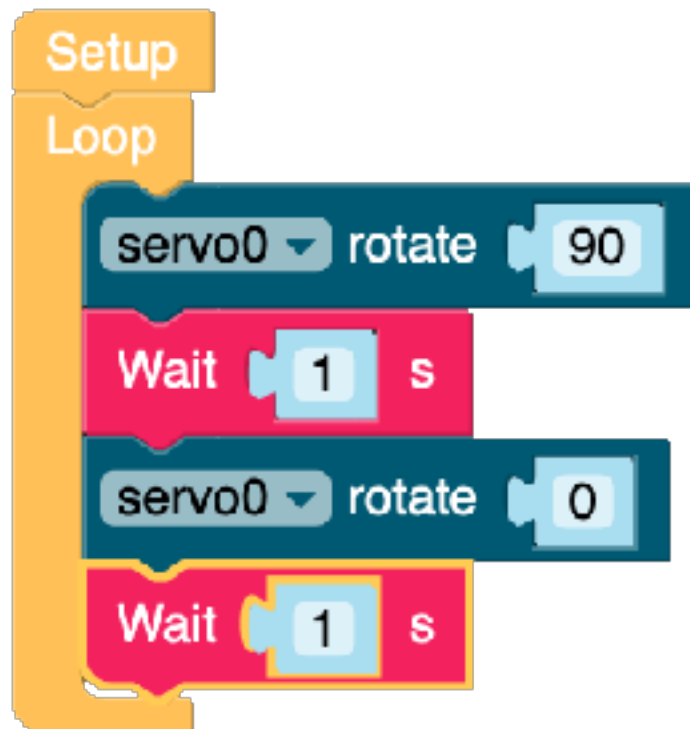 Setup
Loop
servo0 rotate 90
Wait 1 s
servo0 rotate 0
Wait 1 s